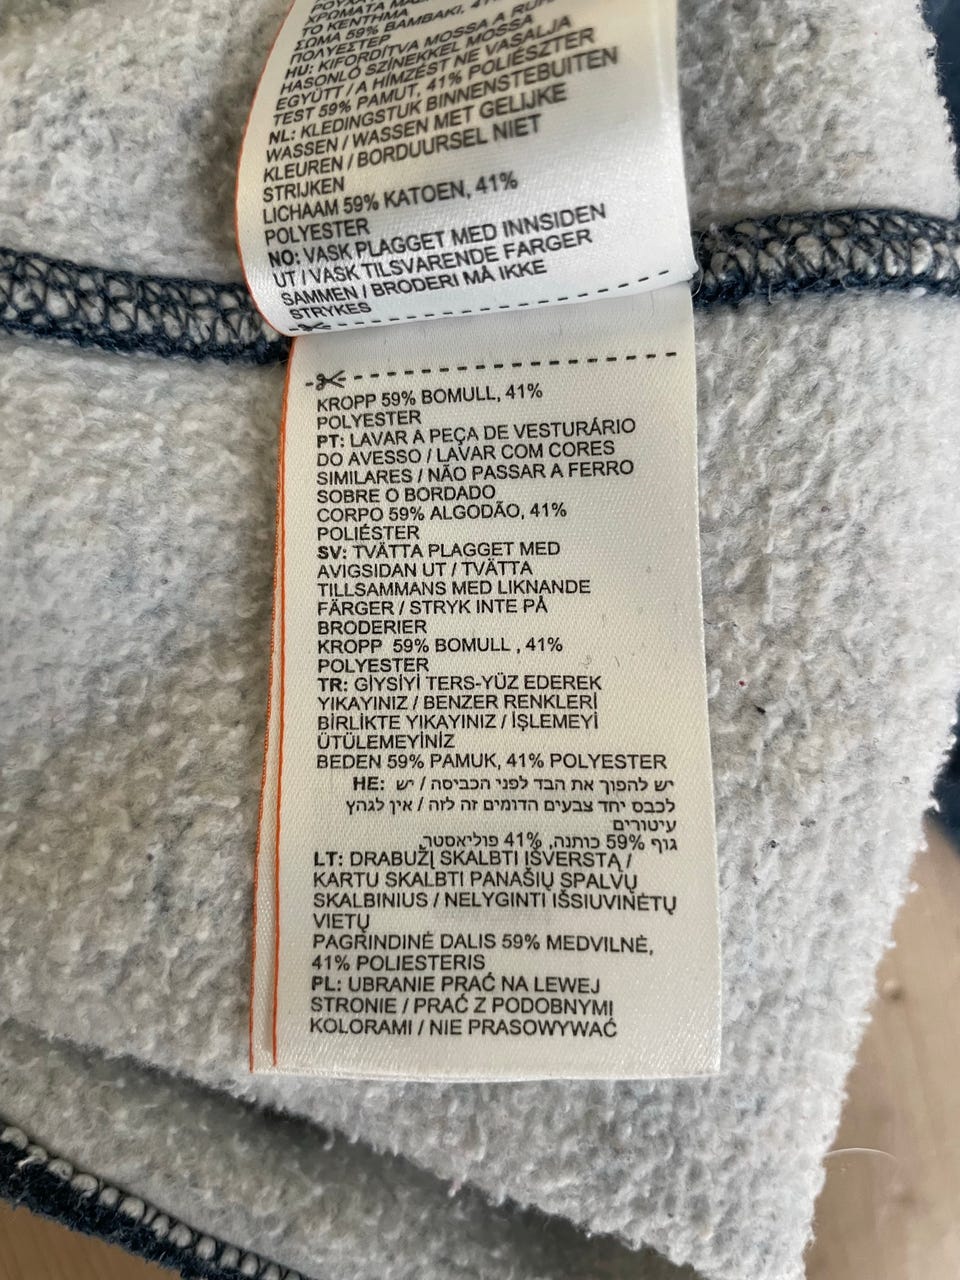 ΤΟ ΚΕΝΤΗΜΑ
ΣΩΜΑ 59% ΒΑΜΒΑΚΙ,
ΠΟΛΥΕΣΤΕΡ
HU: KIFORDÍTVA MOSSA A
HASONLÓ SZÍNEKKEL MOSSA
EGYÜTT / A HÍMZÉST NE VASALJA
TEST 59% PAMUT, 41% POLIÉSZTER
NL: KLEDINGSTUK BINNENSTEBUITEN
WASSEN / WASSEN MET GELIJKE
KLEUREN / BORDUURSEL NIET
STRIJKEN
LICHAAM 59% KATOEN, 41%
POLYESTER
NO: VASK PLAGGET MED INNSIDEN
UT / VASK TILSVARENDE FARGER
SAMMEN / BRODERI MÅ IKKE
STRYKES
KROPP 59% BOMULL, 41%
POLYESTER
PT: LAVAR A PEÇA DE VESTURÁRIO
DO AVESSO / LAVAR COM CORES
SIMILARES / NÃO PASSAR A FERRO
SOBRE O BORDADO
CORPO 59% ALGODÃO, 41%
POLIÉSTER
SV: TVÄTTA PLAGGET MED
AVIGSIDAN UT / TVÄTTA
TILLSAMMANS MED LIKNANDE
FÄRGER / STRYK INTE PÅ
BRODERIER
KROPP 59% BOMULL , 41%
POLYESTER
TR: GİYSİYİ TERS-YÜZ EDEREK
YIKAYINIZ / BENZER RENKLERİ
BİRLİKTE YIKAYINIZ / İŞLEMEYİ
ÜTÜLEMEYİNİZ
BEDEN 59% PAMUK, 41% POLYESTER
HE: יש להפוך את הבד לפני הכביסה / יש
לכבס יחד צבעים הדומים זה לזה / אין לגהץ
עיטורים
גוף 59% כותנה, 41% פוליאסטר,
LT: DRABUŽĮ SKALBTI IŠVERSTĄ /
KARTU SKALBTI PANAŠIŲ SPALVŲ
SKALBINIUS / NELYGINTI IŠSIUVINĖTŲ
VIETŲ
PAGRINDINĖ DALIS 59% MEDVILNĖ,
41% POLIESTERIS
PL: UBRANIE PRAĆ NA LEWEJ
STRONIE / PRAĆ Z PODOBNYMI
KOLORAMI / NIE PRASOWYWAĆ